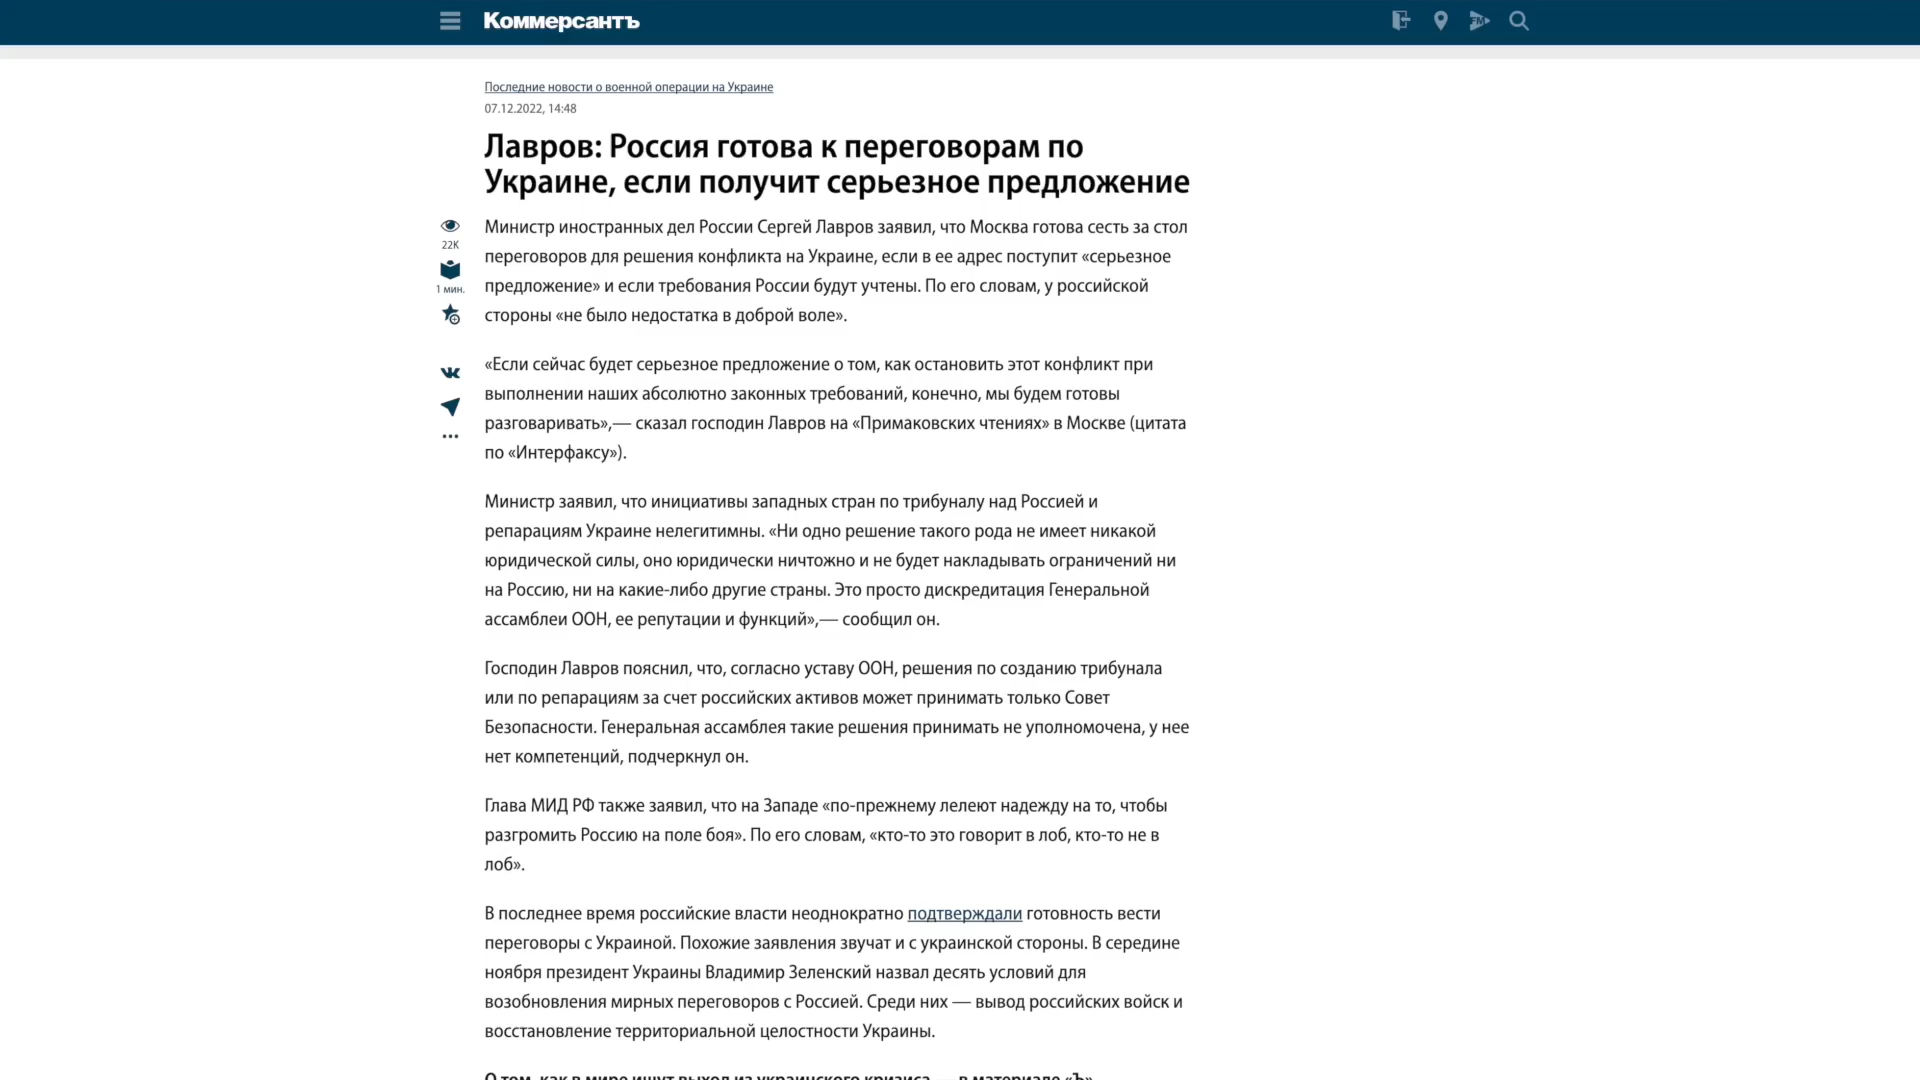 Коммерсантъ
FM
Последние новости о военной операции на Украине
07.12.2022, 14:48
Лавров: Россия готова к переговорам по
Украине, если получит серьезное предложение
22K
1 мин.
Министр иностранных дел России Сергей Лавров заявил, что Москва готова сесть за стол
переговоров для решения конфликта на Украине, если в ее адрес поступит «серьезное
предложение» и если требования России будут учтены. По его словам, у российской
стороны «не было недостатка в доброй воле».
«Если сейчас будет серьезное предложение о том, как остановить этот конфликт при
выполнении наших абсолютно законных требований, конечно, мы будем готовы
разговаривать»,— сказал господин Лавров на «Примаковских чтениях» в Москве (цитата
по «Интерфаксу»).
Министр заявил, что инициативы западных стран по трибуналу над Россией и
репарациям Украине нелегитимны. «Ни одно решение такого рода не имеет никакой
юридической силы, оно юридически ничтожно и не будет накладывать ограничений ни
на Россию, ни на какие-либо другие страны. Это просто дискредитация Генеральной
ассамблеи ООН, ее репутации и функций»,— сообщил он.
Господин Лавров пояснил, что, согласно уставу ООН, решения по созданию трибунала
или по репарациям за счет российских активов может принимать только Совет
Безопасности. Генеральная ассамблея такие решения принимать не уполномочена, у нее
нет компетенций, подчеркнул он.
Глава МИД РФ также заявил, что на Западе «по-прежнему лелеют надежду на то, чтобы
разгромить Россию на поле боя». По его словам, «кто-то это говорит в лоб, кто-то не в
лоб».
В последнее время российские власти неоднократно подтверждали готовность вести
переговоры с Украиной. Похожие заявления звучат и с украинской стороны. В середине
ноября президент Украины Владимир Зеленский назвал десять условий для
возобновления мирных переговоров с Россией. Среди них — вывод российских войск и
восстановление территориальной целостности Украины.
О том, как в мире ищут выход из украинского кризиса,— в материале «Ъ»